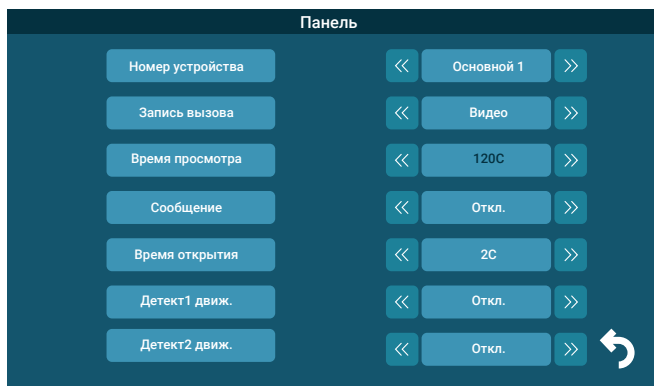 Панель
Номер устройства << Основной 1 >>
Запись вызова << Видео >>
Время просмотра << 120С >>
Сообщение << Откл. >>
Время открытия << 2С >>
Детект1 движ. << Откл. >>
Детект2 движ. << Откл. >>